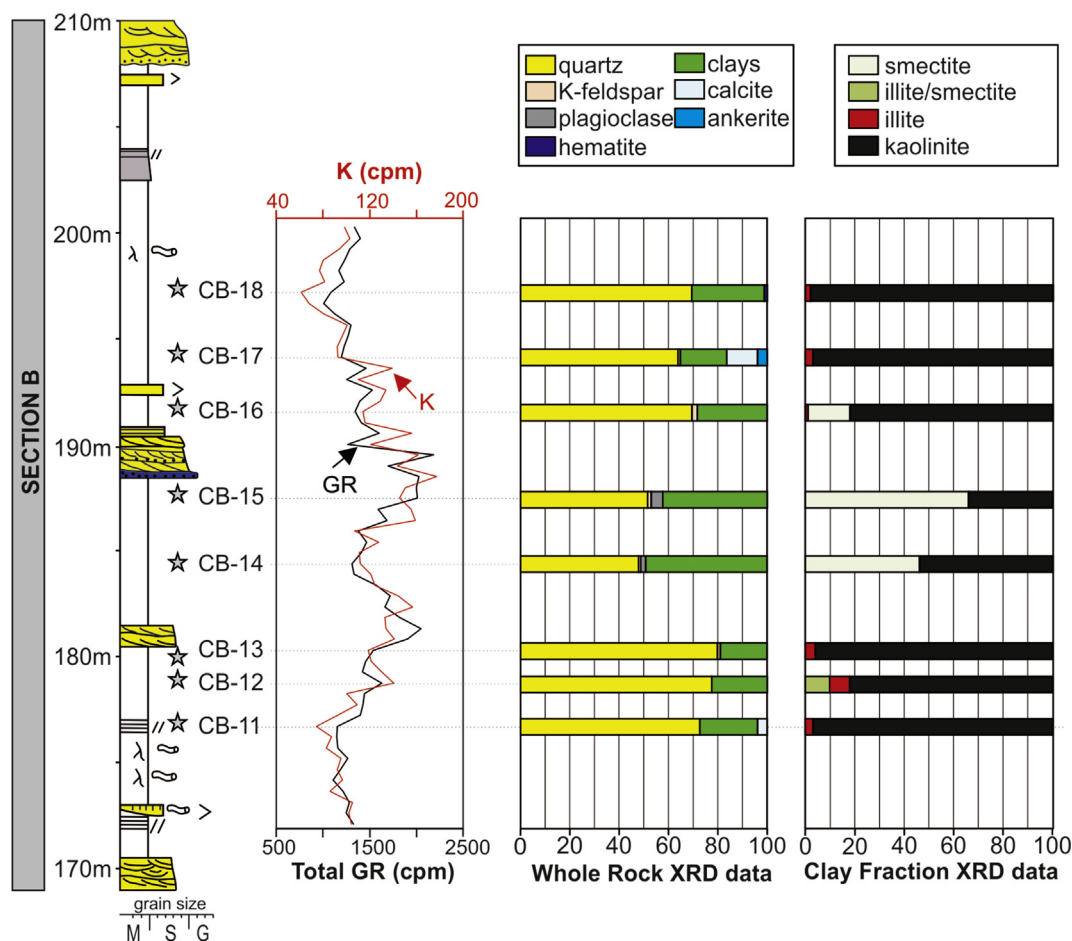 SECTION B
210m
200m
190m
180m
170m
grain size
M S G
CB-18
CB-17
CB-16
CB-15
CB-14
CB-13
CB-12
CB-11
K (cpm)
40 120 200
K
GR
500 1500 2500
Total GR (cpm)
quartz
K-feldspar
plagioclase
hematite
clays
calcite
ankerite
0 20 40 60 80 100
Whole Rock XRD data
smectite
illite/smectite
illite
kaolinite
0 20 40 60 80 100
Clay Fraction XRD data